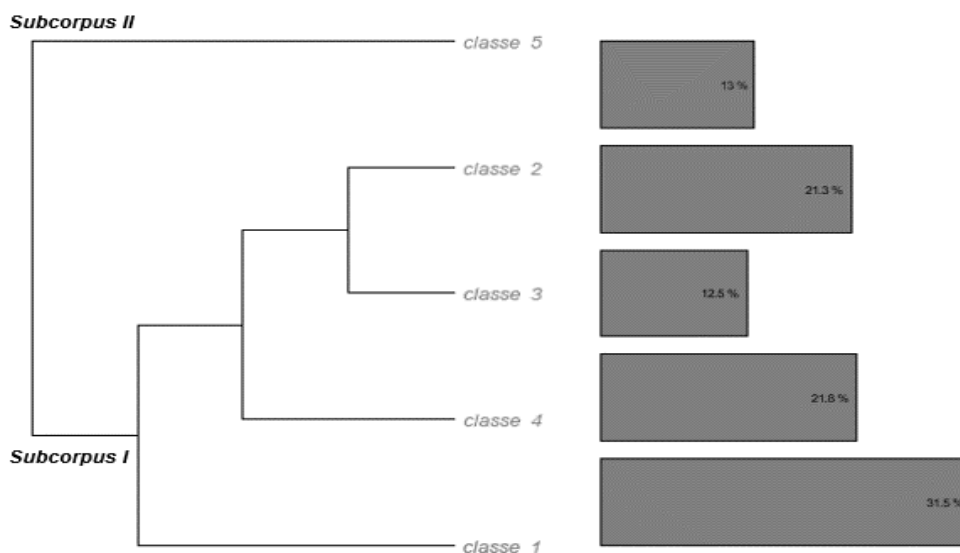 Subcorpus II
classe 5
13 %
classe 2
21.3 %
classe 3
12.5 %
classe 4
21.8 %
Subcorpus I
31.5 %
classe 1